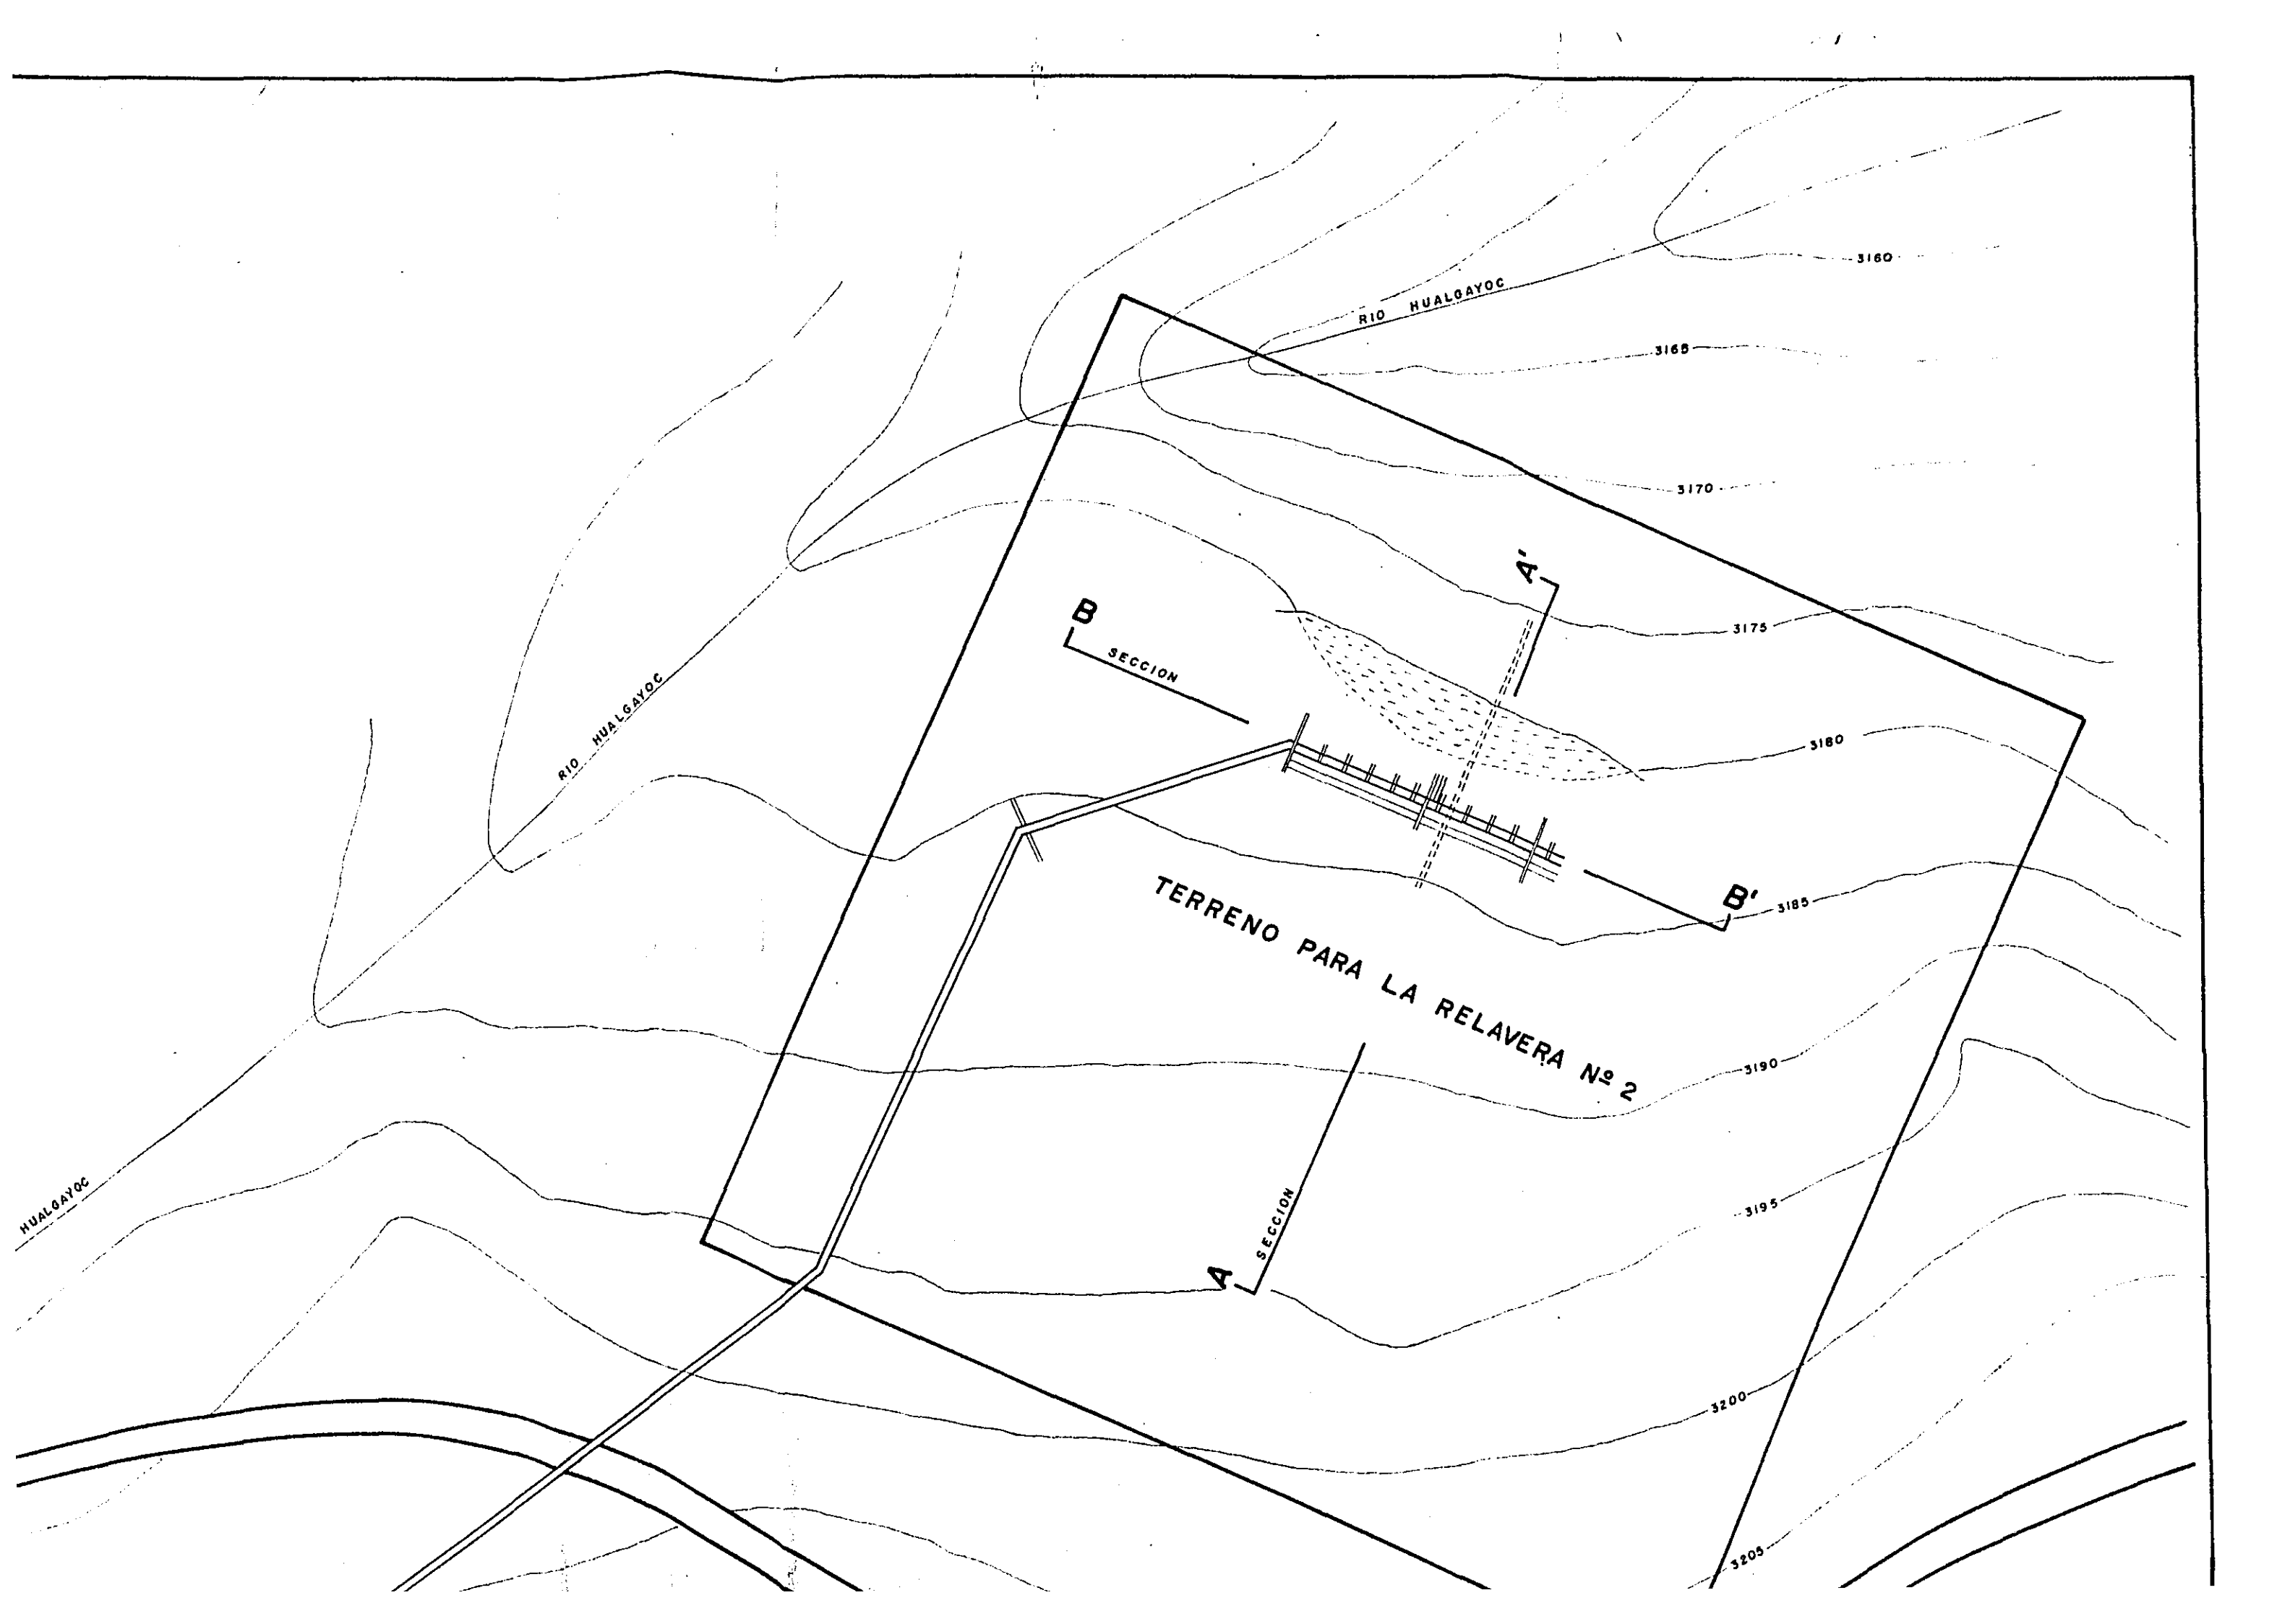 3160
RIO HUALGAYOC
3165
3170
A'
B
SECCION
3175
RIO HUALGAYOC
3180
B'
3185
TERRENO PARA LA RELAVERA Nº 2
3190
HUALGAYOC
SECCION
A
3195
3200
3205